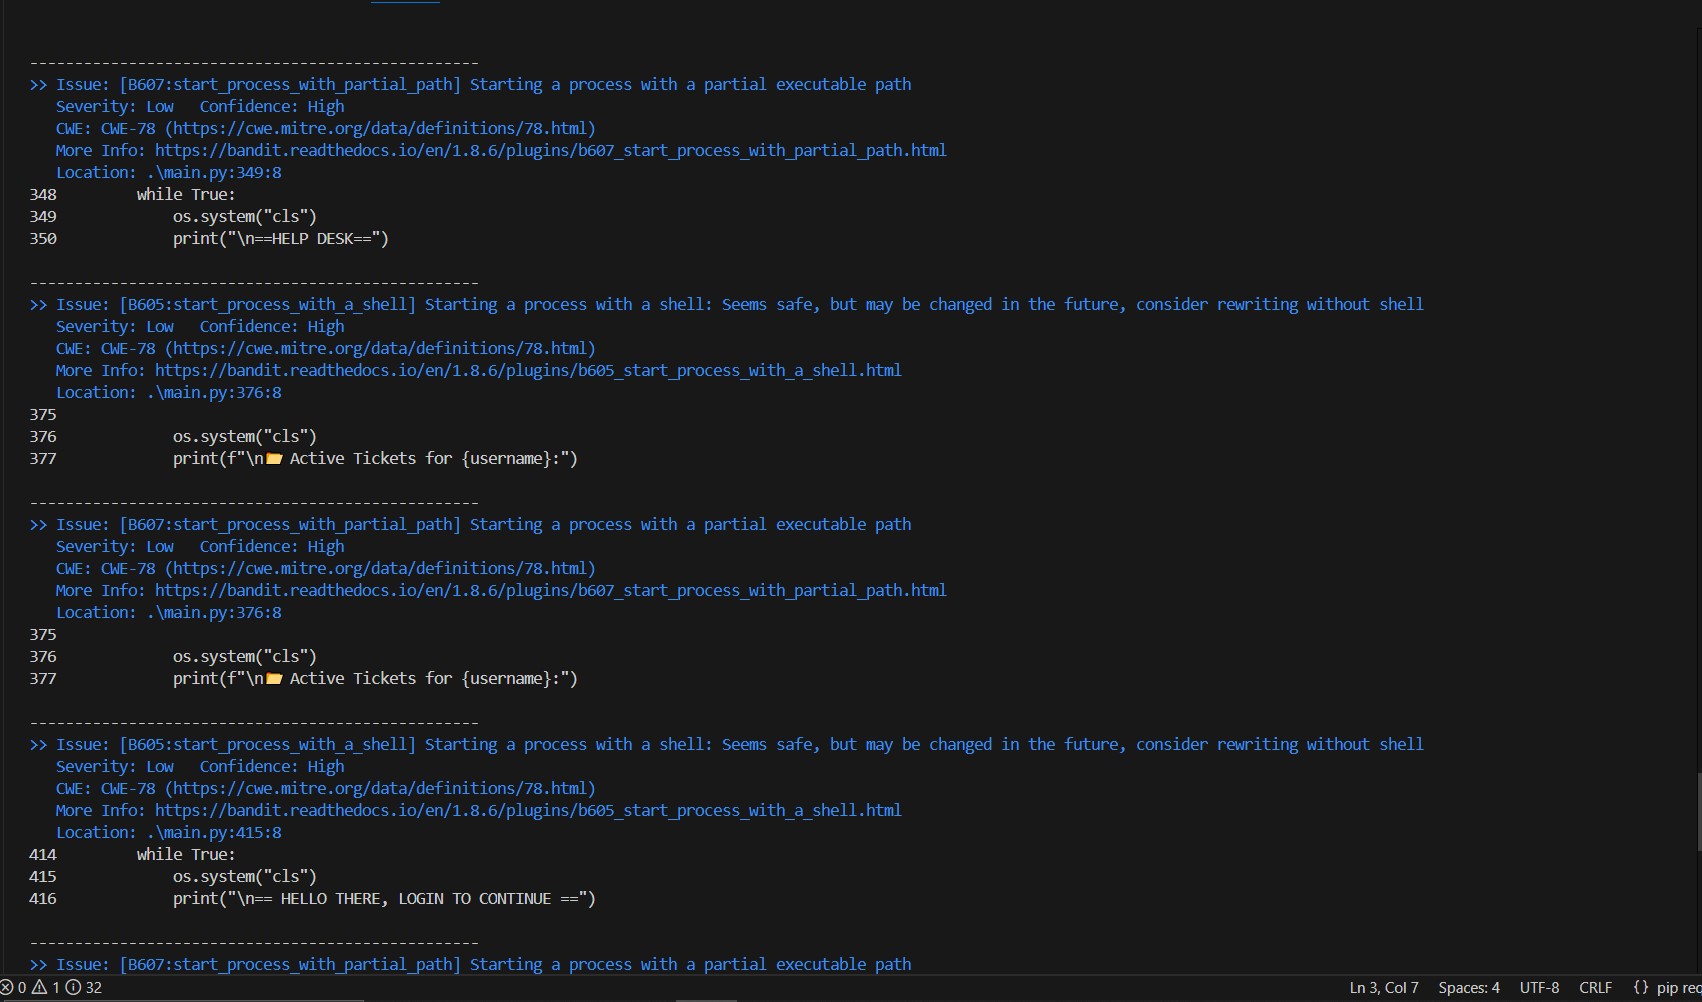 --------------------------------------------------
>> Issue: [B607:start_process_with_partial_path] Starting a process with a partial executable path
   Severity: Low   Confidence: High
   CWE: CWE-78 (https://cwe.mitre.org/data/definitions/78.html)
   More Info: https://bandit.readthedocs.io/en/1.8.6/plugins/b607_start_process_with_partial_path.html
   Location: .\main.py:349:8
348         while True:
349             os.system("cls")
350             print("\n==HELP DESK==")
--------------------------------------------------
>> Issue: [B605:start_process_with_a_shell] Starting a process with a shell: Seems safe, but may be changed in the future, consider rewriting without shell
   Severity: Low   Confidence: High
   CWE: CWE-78 (https://cwe.mitre.org/data/definitions/78.html)
   More Info: https://bandit.readthedocs.io/en/1.8.6/plugins/b605_start_process_with_a_shell.html
   Location: .\main.py:376:8
375
376             os.system("cls")
377             print(f"\n📂 Active Tickets for {username}:")
--------------------------------------------------
>> Issue: [B607:start_process_with_partial_path] Starting a process with a partial executable path
   Severity: Low   Confidence: High
   CWE: CWE-78 (https://cwe.mitre.org/data/definitions/78.html)
   More Info: https://bandit.readthedocs.io/en/1.8.6/plugins/b607_start_process_with_partial_path.html
   Location: .\main.py:376:8
375
376             os.system("cls")
377             print(f"\n📂 Active Tickets for {username}:")
--------------------------------------------------
>> Issue: [B605:start_process_with_a_shell] Starting a process with a shell: Seems safe, but may be changed in the future, consider rewriting without shell
   Severity: Low   Confidence: High
   CWE: CWE-78 (https://cwe.mitre.org/data/definitions/78.html)
   More Info: https://bandit.readthedocs.io/en/1.8.6/plugins/b605_start_process_with_a_shell.html
   Location: .\main.py:415:8
414         while True:
415             os.system("cls")
416             print("\n== HELLO THERE, LOGIN TO CONTINUE ==")
--------------------------------------------------
>> Issue: [B607:start_process_with_partial_path] Starting a process with a partial executable path
0 1 32 Ln 3, Col 7 Spaces: 4 UTF-8 CRLF {} pip rec